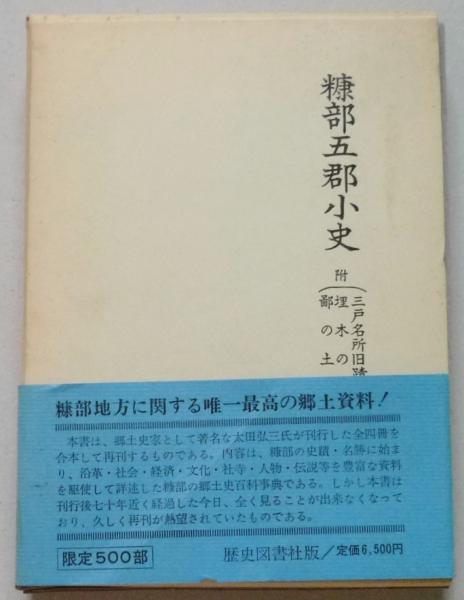 糠部五郡小史
附
三戸名所旧蹟
埋木の
鄙の土
糠部地方に関する唯一最高の郷土資料!
本書は、郷土史家として著名な太田弘三氏が刊行した全四冊を
合本して再刊するものである。内容は、糠部の史蹟・名勝に始ま
り、沿革・社会・経済・文化・社寺・人物・伝説等を豊富な資料
を駆使して詳述した糠部の郷土史百科事典である。しかし本書は
刊行後七十年近く経過した今日、全く見ることが出来なくなって
おり、久しく再刊が熱望されていたものである。
限定500部
歴史図書社版/定価6,500円